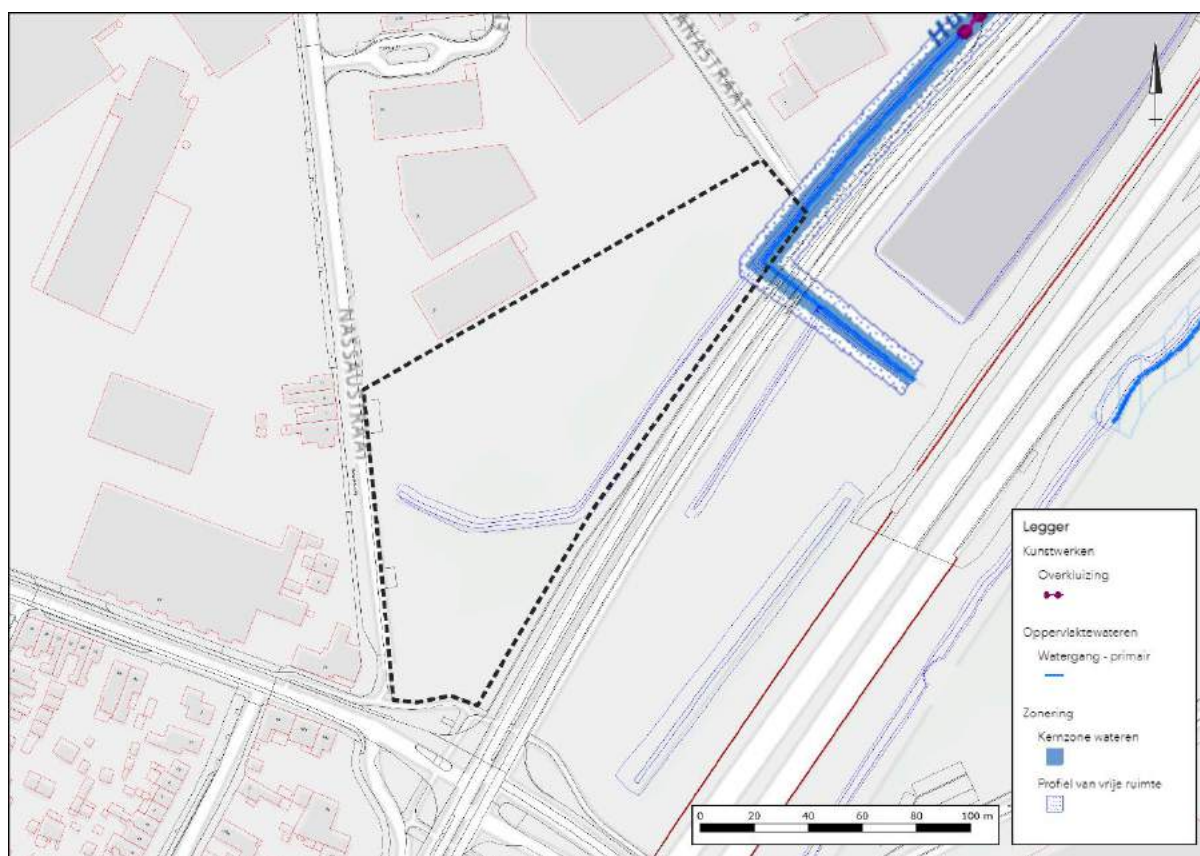 NASSAUSTRAAT
0 20 40 60 80 100 m
Legger
Kunstwerken
Overkluizing
Oppervlaktewateren
Watergang - primair
Zonering
Kernzone wateren
Profiel van vrije ruimte